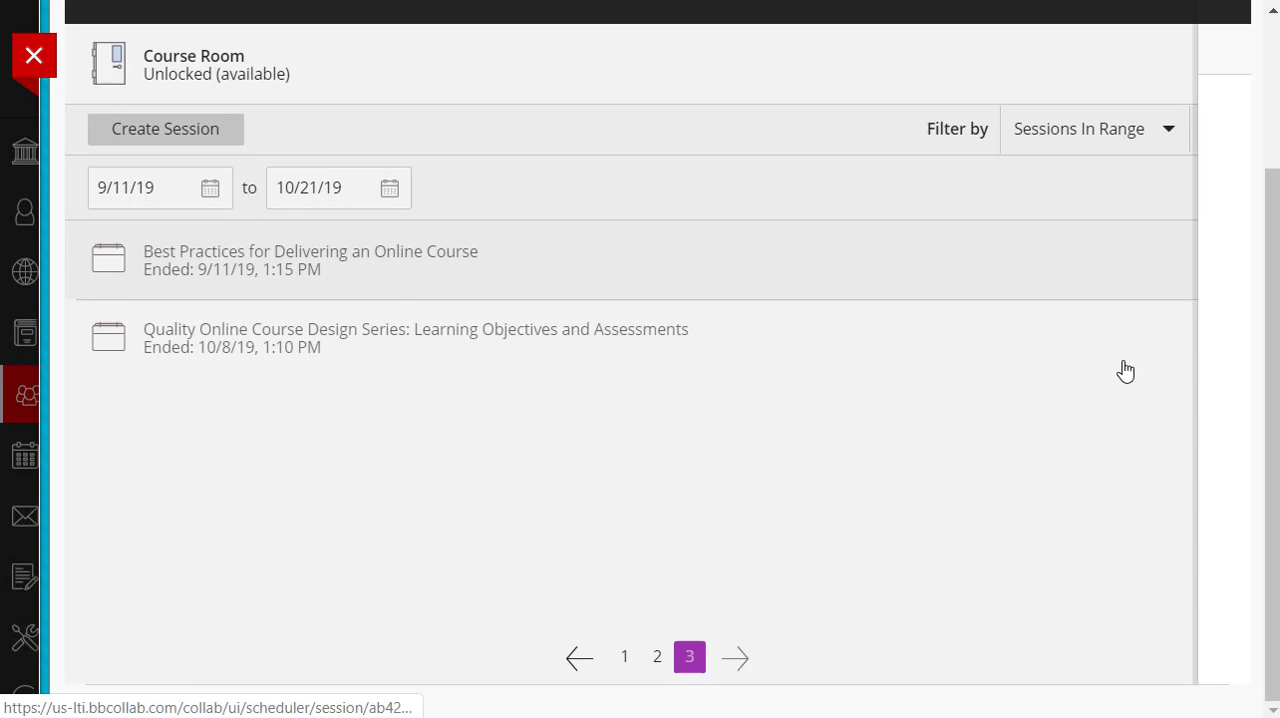 Course Room
Unlocked (available)
Create Session
Filter by
Sessions In Range
9/11/19 to 10/21/19
Best Practices for Delivering an Online Course
Ended: 9/11/19, 1:15 PM
Quality Online Course Design Series: Learning Objectives and Assessments
Ended: 10/8/19, 1:10 PM
1 2 3
https://us-lti.bbcollab.com/collab/ui/scheduler/session/ab42...